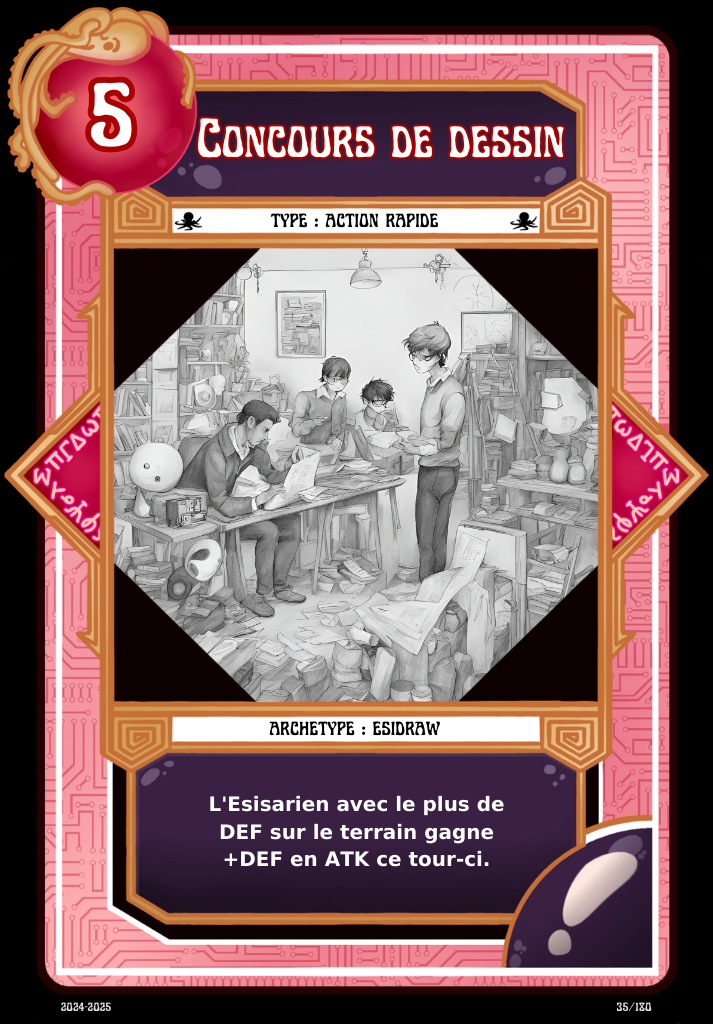 5
CONCOURS DE DESSIN
TYPE : ACTION RAPIDE
ARCHETYPE : ESIDRAW
L'Esisarien avec le plus de
DEF sur le terrain gagne
+DEF en ATK ce tour-ci.
2024-2025
35/180